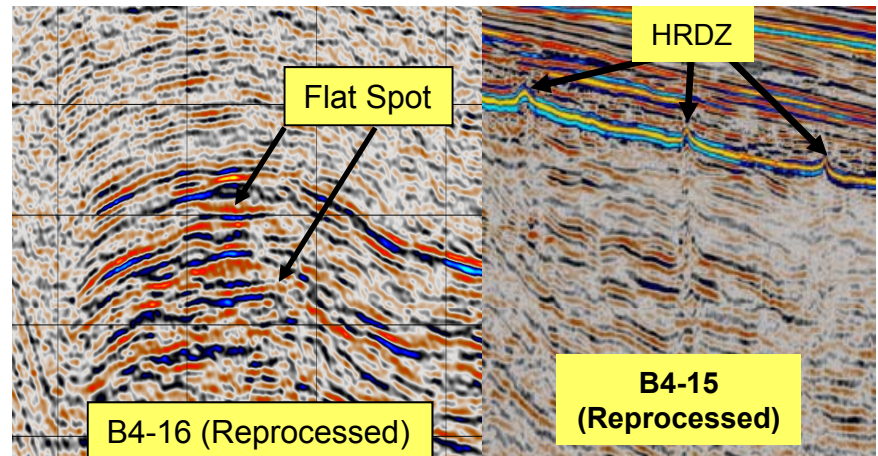 Flat Spot
B4-16 (Reprocessed)
HRDZ
B4-15
(Reprocessed)